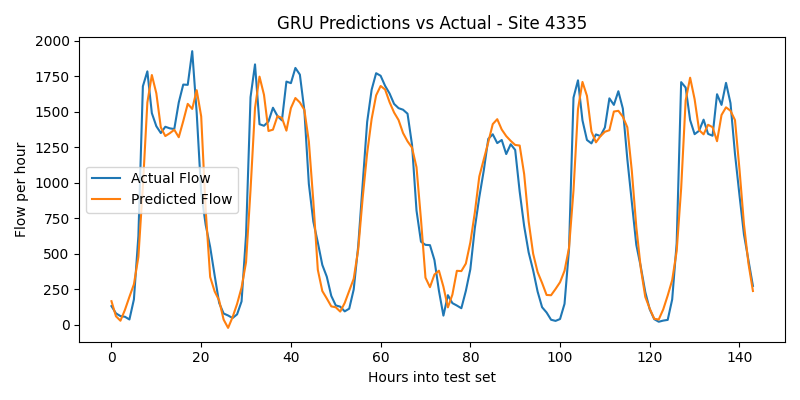 GRU Predictions vs Actual - Site 4335
Flow per hour
2000
1750
1500
1250
1000
750
500
250
0
Actual Flow
Predicted Flow
0 20 40 60 80 100 120 140
Hours into test set